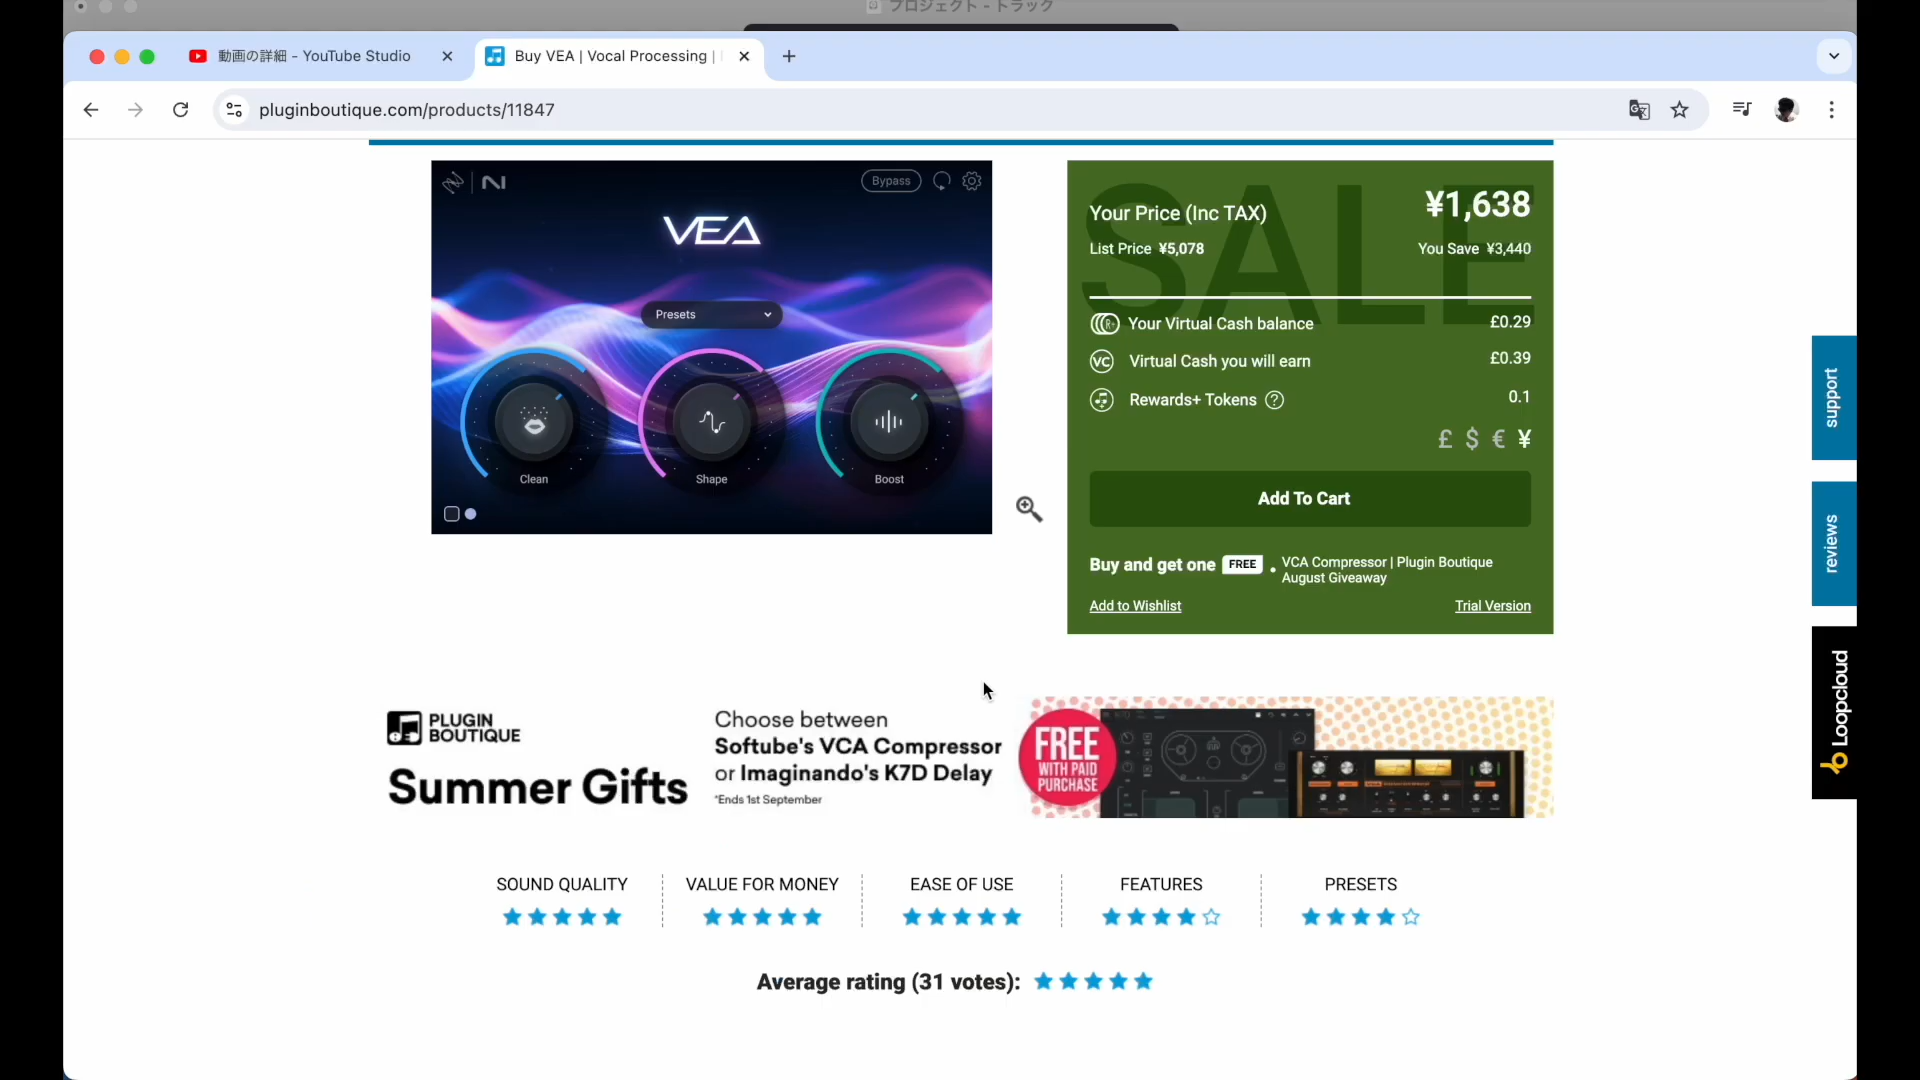 プロジェクト - トラック
動画の詳細 - YouTube Studio
Buy VEA | Vocal Processing |
pluginboutique.com/products/11847
Bypass
VEA
Presets
Clean
Shape
Boost
SALE
Your Price (Inc TAX)
¥1,638
List Price ¥5,078
You Save ¥3,440
Your Virtual Cash balance
£0.29
VC
Virtual Cash you will earn
£0.39
Rewards+ Tokens ?
0.1
£ $ € ¥
Add To Cart
Buy and get one FREE
VCA Compressor | Plugin Boutique
August Giveaway
Add to Wishlist
Trial Version
support
reviews
Loopcloud
PLUGIN
BOUTIQUE
Summer Gifts
Choose between
Softube's VCA Compressor
or Imaginando's K7D Delay
*Ends 1st September
FREE
WITH PAID
PURCHASE
SOUND QUALITY
VALUE FOR MONEY
EASE OF USE
FEATURES
PRESETS
Average rating (31 votes):